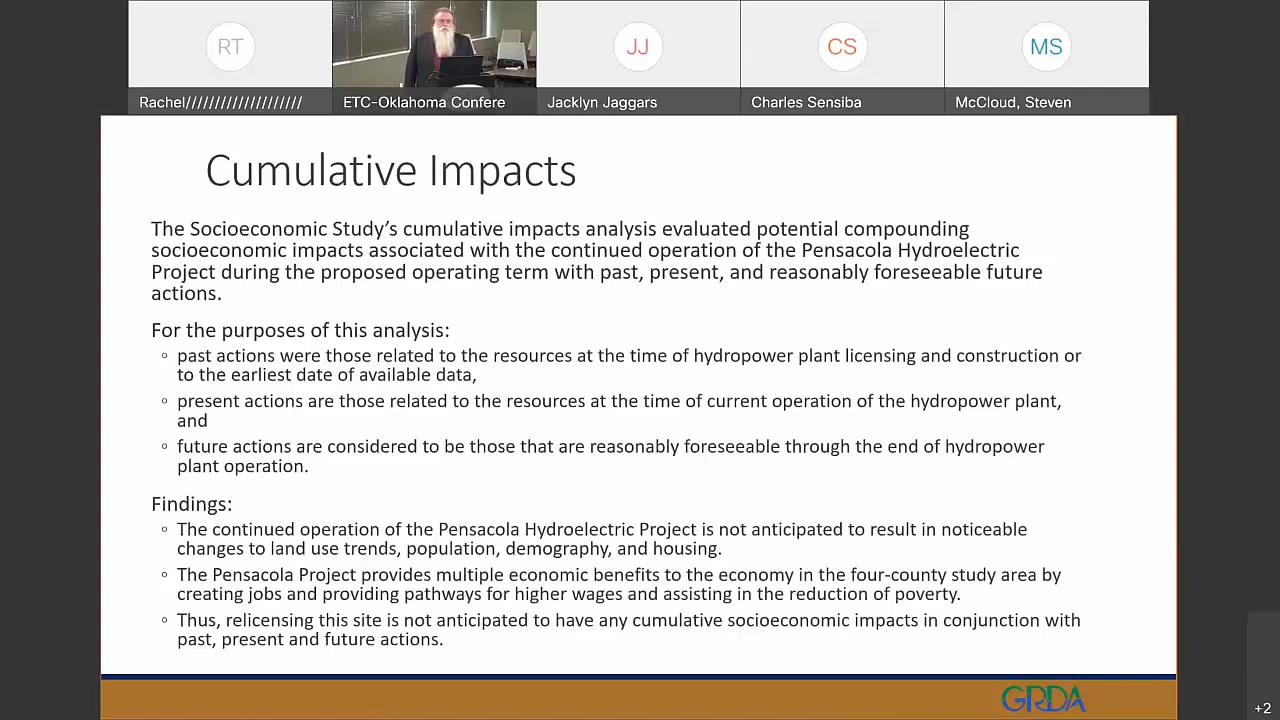 RT
JJ
CS
MS
Rachel////////////////////
ETC-Oklahoma Confere
Jacklyn Jaggars
Charles Sensiba
McCloud, Steven
Cumulative Impacts
The Socioeconomic Study's cumulative impacts analysis evaluated potential compounding
socioeconomic impacts associated with the continued operation of the Pensacola Hydroelectric
Project during the proposed operating term with past, present, and reasonably foreseeable future
actions.
For the purposes of this analysis:
◦ past actions were those related to the resources at the time of hydropower plant licensing and construction or
to the earliest date of available data,
◦ present actions are those related to the resources at the time of current operation of the hydropower plant,
and
◦ future actions are considered to be those that are reasonably foreseeable through the end of hydropower
plant operation.
Findings:
◦ The continued operation of the Pensacola Hydroelectric Project is not anticipated to result in noticeable
changes to land use trends, population, demography, and housing.
◦ The Pensacola Project provides multiple economic benefits to the economy in the four-county study area by
creating jobs and providing pathways for higher wages and assisting in the reduction of poverty.
◦ Thus, relicensing this site is not anticipated to have any cumulative socioeconomic impacts in conjunction with
past, present and future actions.
GRDA
+2